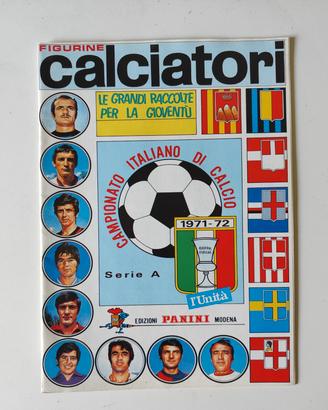 FIGURINE
calciatori
LE GRANDI RACCOLTE
PER LA GIOVENTÙ
CAMPIONATO ITALIANO DI CALCIO
1971-72
Serie A
l'Unità
EDIZIONI PANINI MODENA